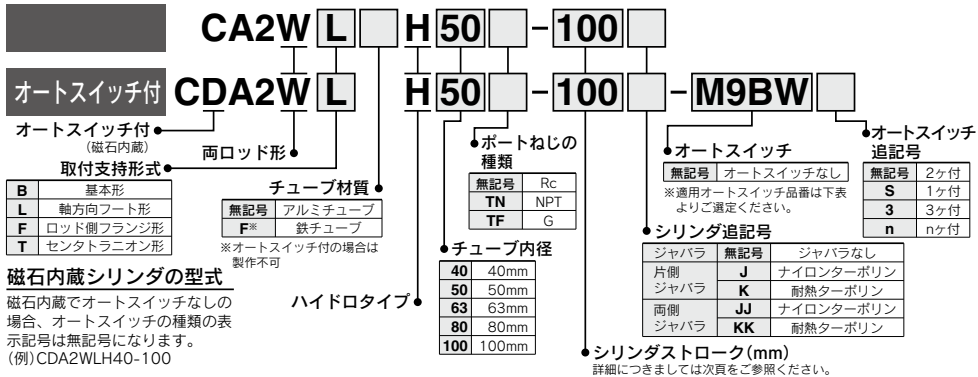 CA2W L H 50 - 100
オートスイッチ付 CDA2W L H 50 - 100 - M9BW
オートスイッチ付
(磁石内蔵)
両ロッド形
取付支持形式
B 基本形
L 軸方向フート形
F ロッド側フランジ形
T センタトラニオン形
チューブ材質
無記号 アルミチューブ
F※ 鉄チューブ
※オートスイッチ付の場合は
製作不可
磁石内蔵シリンダの型式
磁石内蔵でオートスイッチなしの
場合、オートスイッチの種類の表
示記号は無記号になります。
(例)CDA2WLH40-100
ハイドロタイプ
ポートねじの
種類
無記号 Rc
TN NPT
TF G
チューブ内径
40 40mm
50 50mm
63 63mm
80 80mm
100 100mm
オートスイッチ
無記号 オートスイッチなし
※適用オートスイッチ品番は下表
よりご選定ください。
オートスイッチ
追記号
無記号 2ヶ付
S 1ヶ付
3 3ヶ付
n nヶ付
シリンダ追記号
ジャバラ 無記号 ジャバラなし
片側
ジャバラ
J ナイロンターポリン
K 耐熱ターポリン
両側
ジャバラ
JJ ナイロンターポリン
KK 耐熱ターポリン
シリンダストローク(mm)
詳細につきましては次頁をご参照ください。